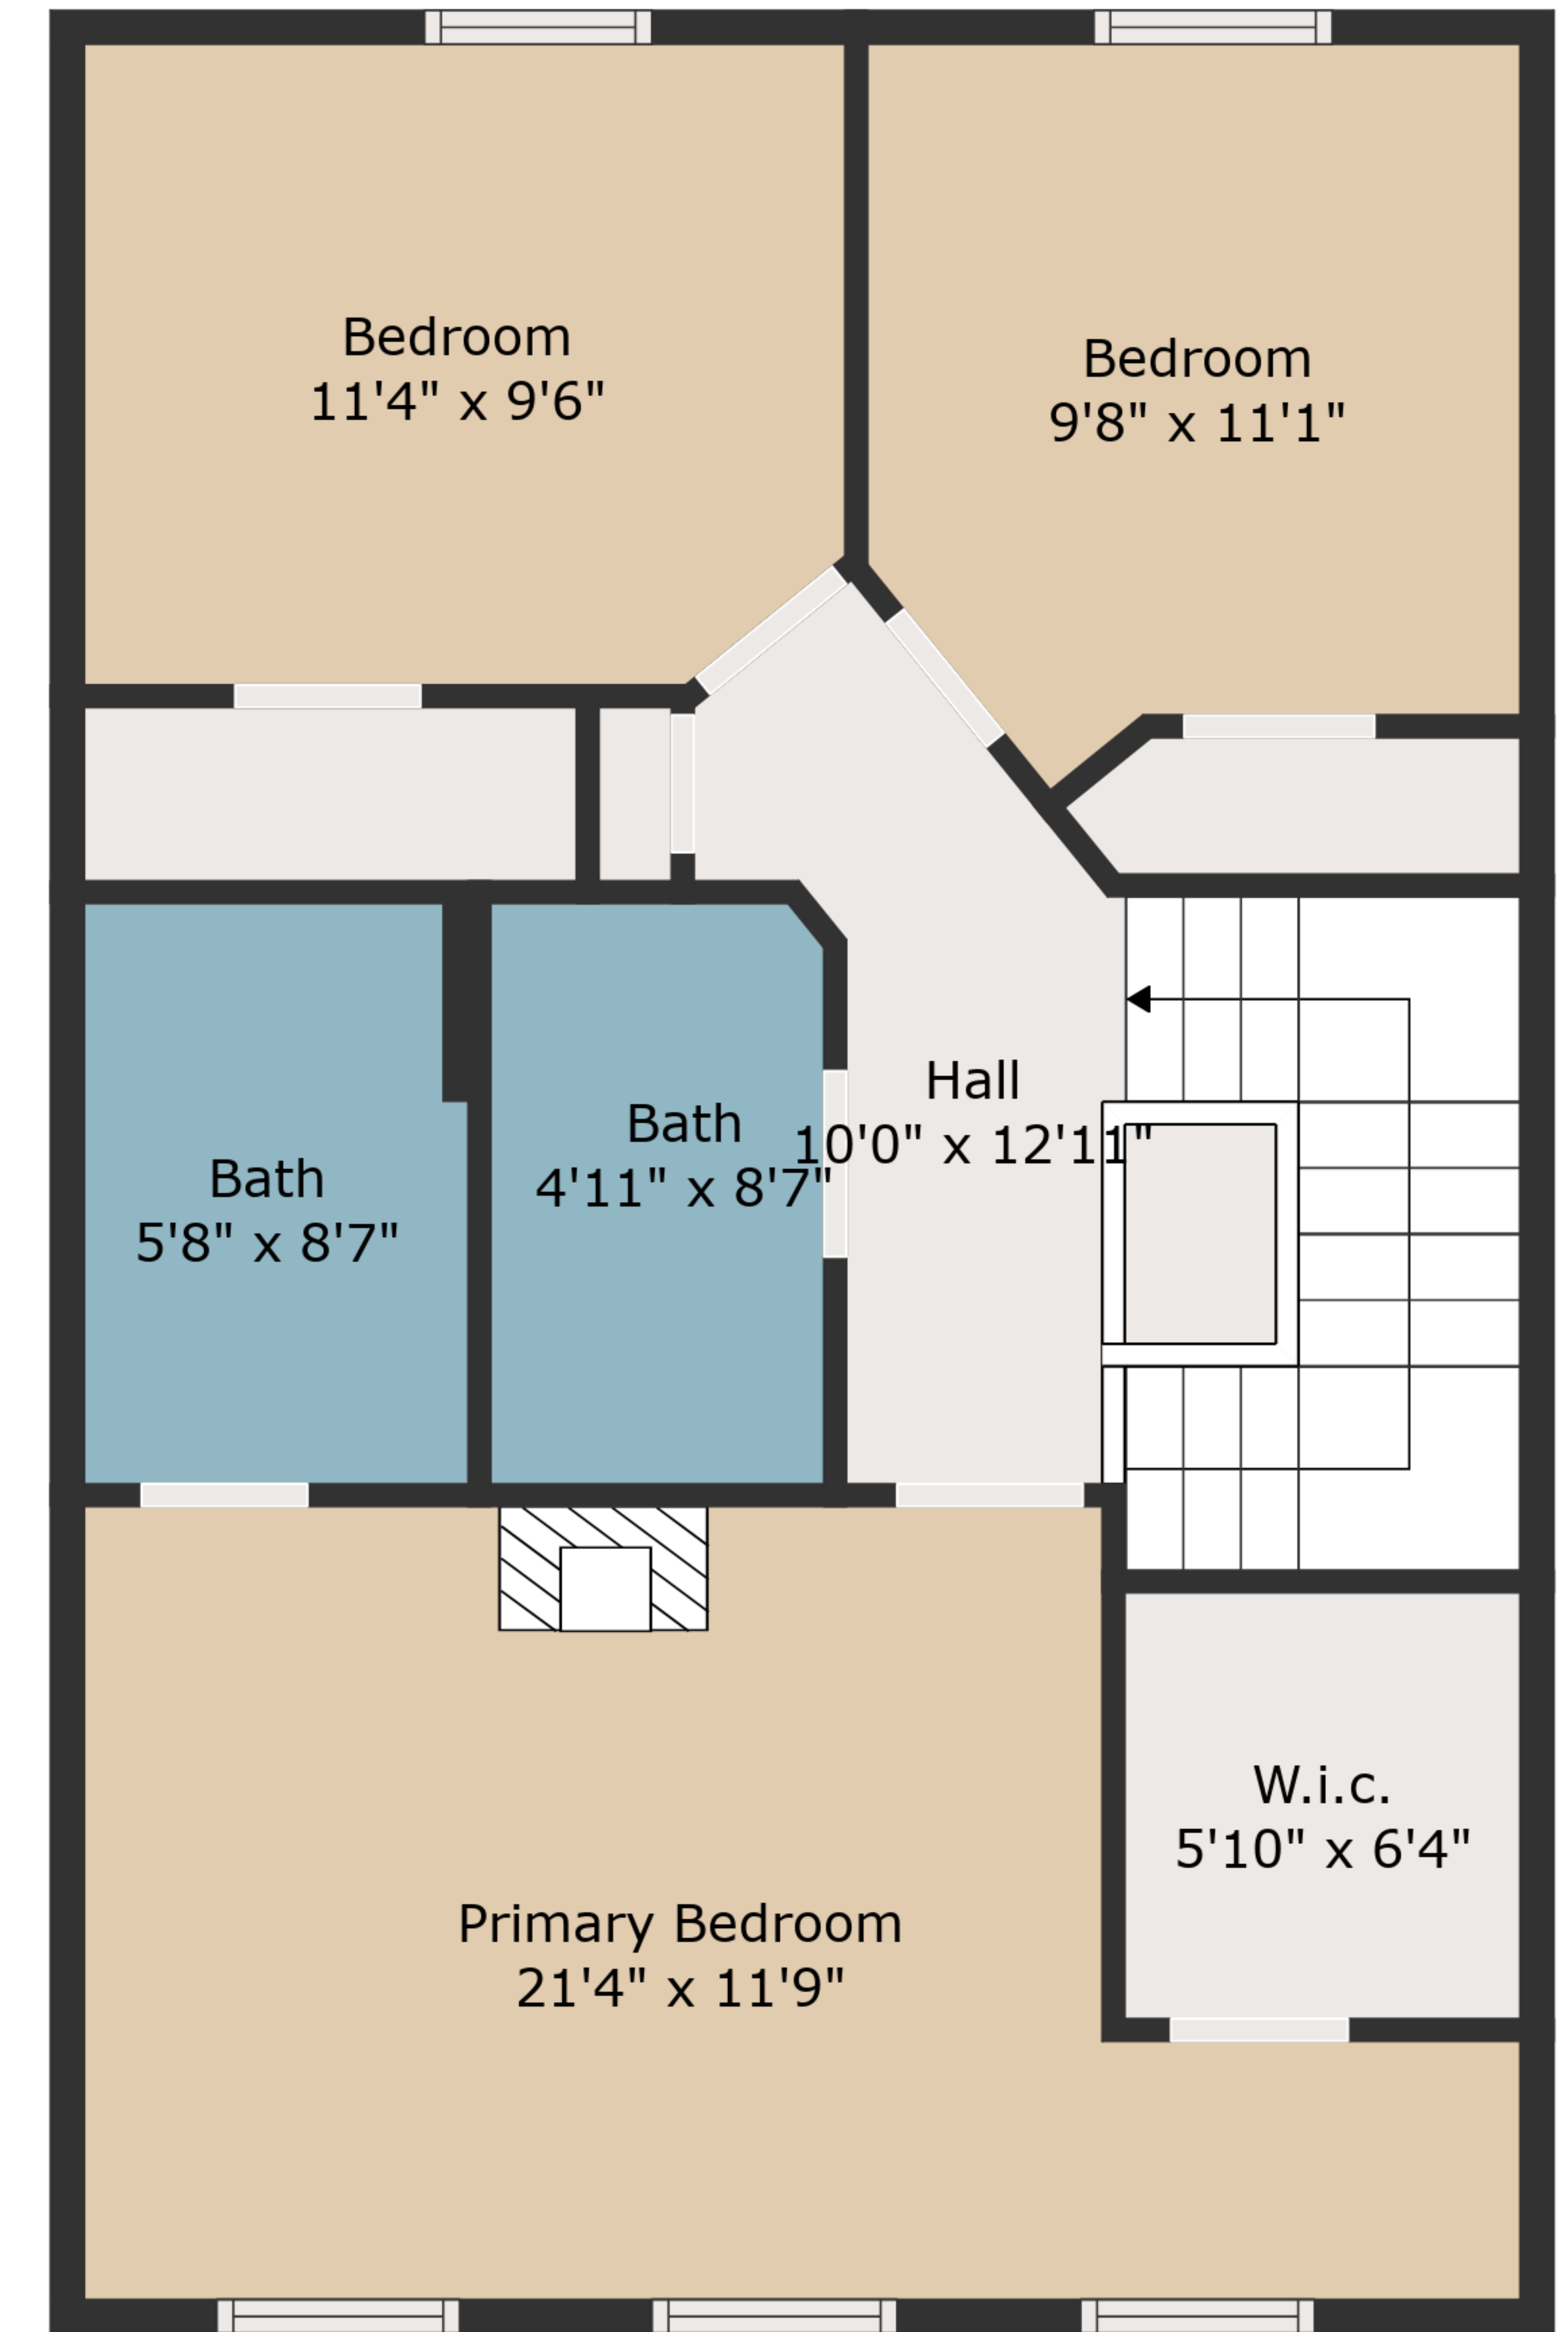 Bedroom
11'4" x 9'6"
Bedroom
9'8" x 11'1"
Hall
10'0" x 12'11"
Bath
4'11" x 8'7"
Bath
5'8" x 8'7"
W.i.c.
5'10" x 6'4"
Primary Bedroom
21'4" x 11'9"